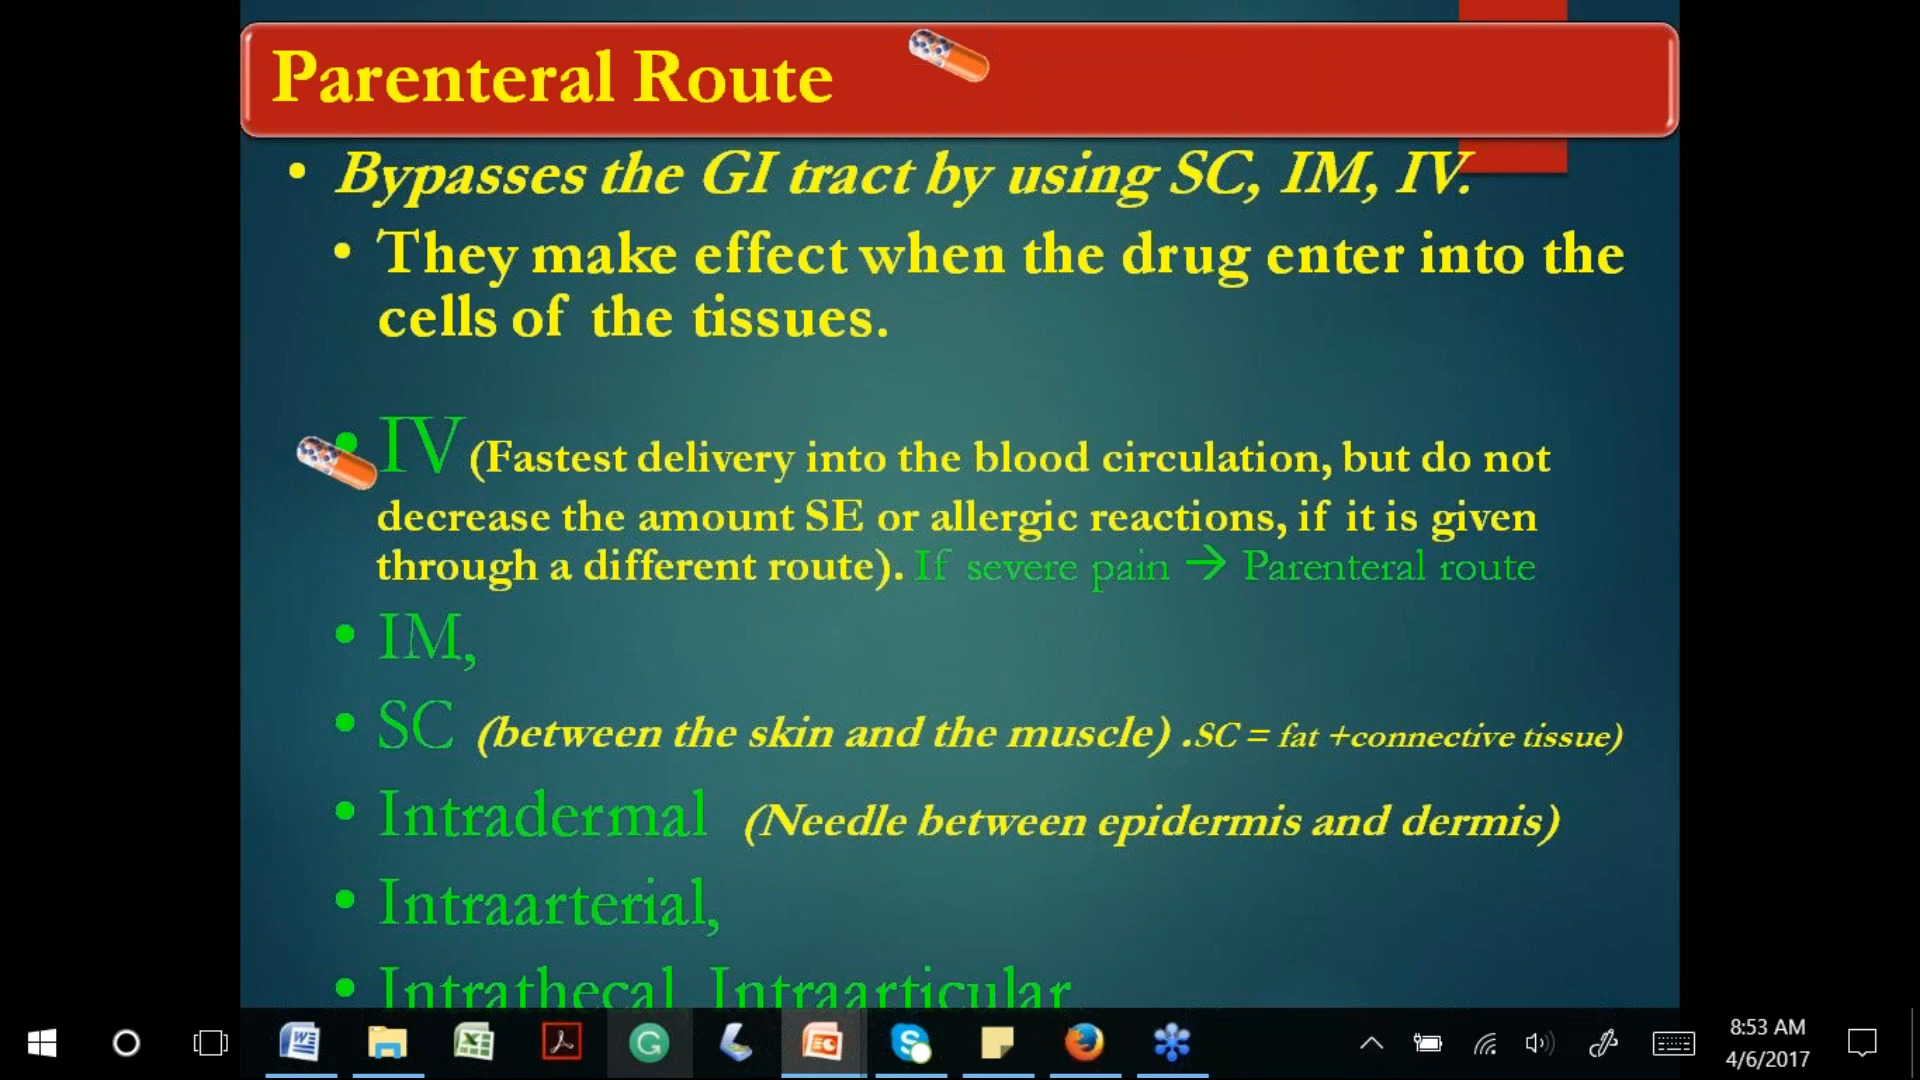 Parenteral Route
• Bypasses the GI tract by using SC, IM, IV.
• They make effect when the drug enter into the
cells of the tissues.
• IV (Fastest delivery into the blood circulation, but do not
decrease the amount SE or allergic reactions, if it is given
through a different route). If severe pain → Parenteral route
• IM,
• SC (between the skin and the muscle) .SC = fat +connective tissue)
• Intradermal (Needle between epidermis and dermis)
• Intraarterial,
• Intrathecal, Intraarticular
8:53 AM
4/6/2017